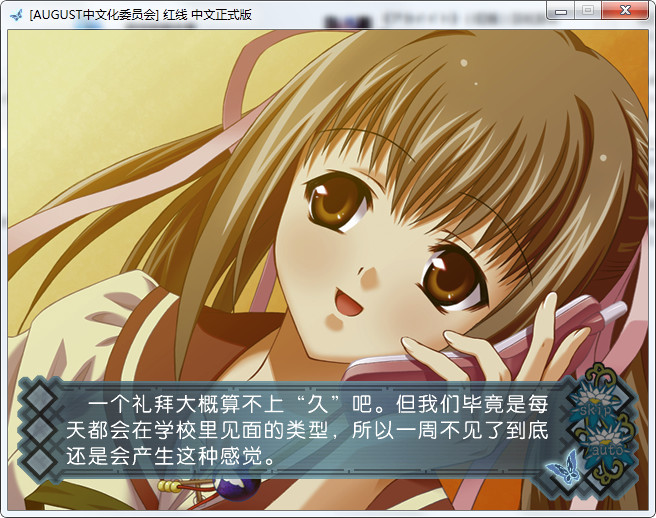 [AUGUST中文化委员会] 红线 中文正式版
一个礼拜大概算不上“久”吧。但我们毕竟是每
天都会在学校里见面的类型，所以一周不见了到底
还是会产生这种感觉。
skip
auto